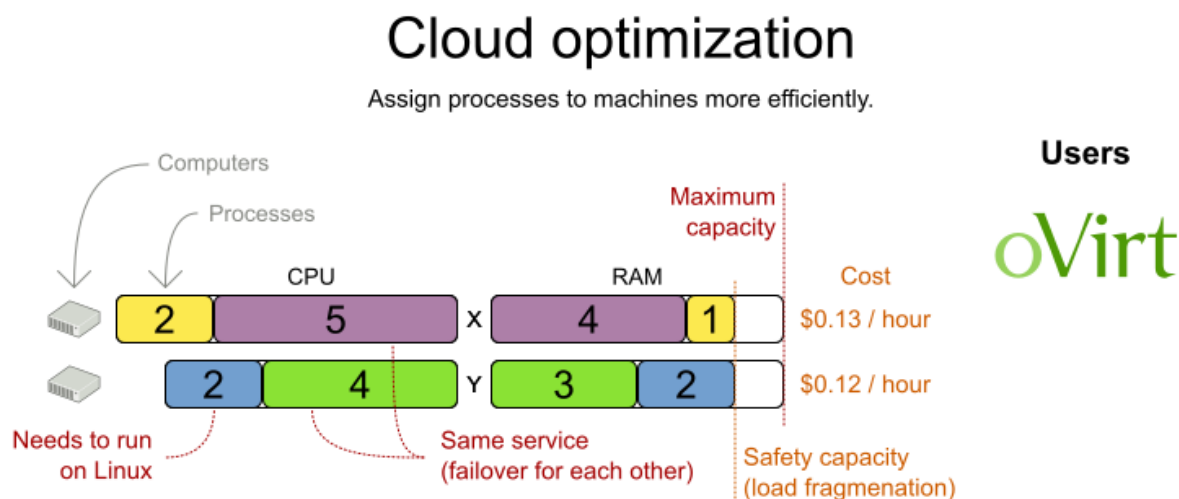 Cloud optimization
Assign processes to machines more efficiently.
Computers
Processes
Users
oVirt
Maximum
capacity
CPU
RAM
Cost
2
5
X
4
1
$0.13 / hour
2
4
Y
3
2
$0.12 / hour
Needs to run
on Linux
Same service
(failover for each other)
Safety capacity
(load fragmenation)